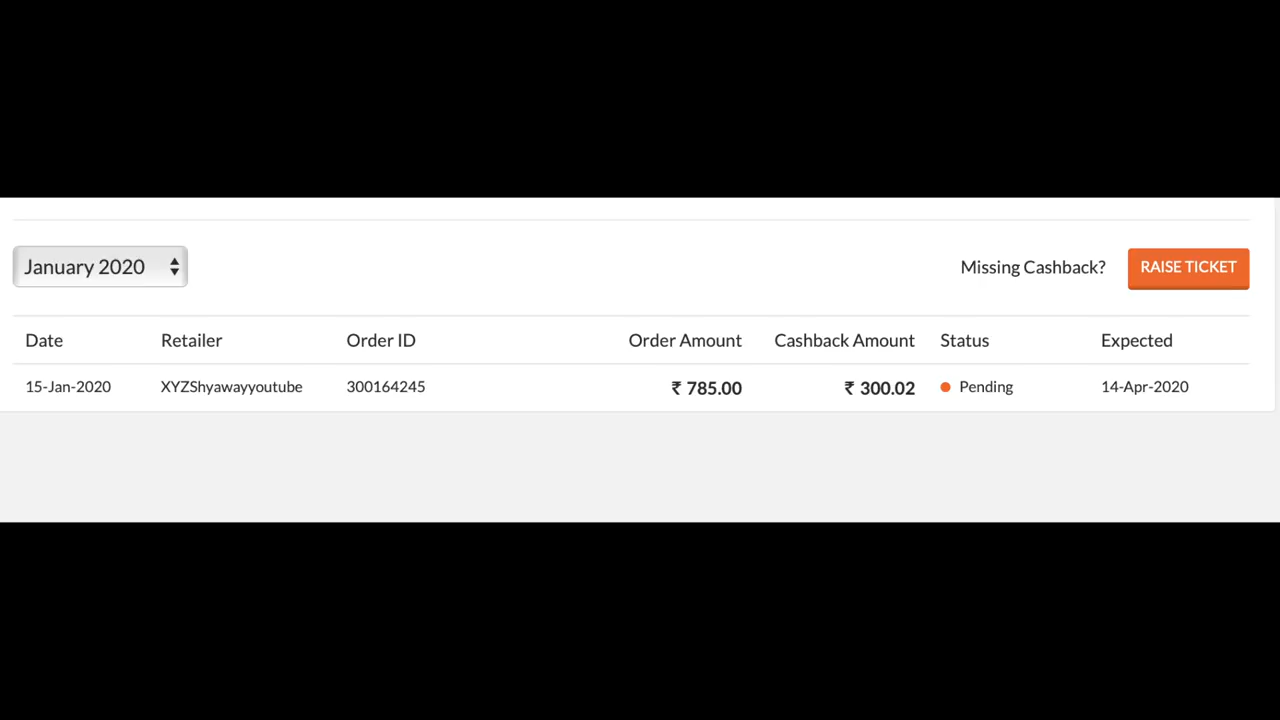 January 2020 Missing Cashback? RAISE TICKET
Date Retailer Order ID Order Amount Cashback Amount Status Expected
15-Jan-2020 XYZShyawayyoutube 300164245 ₹ 785.00 ₹ 300.02 Pending 14-Apr-2020